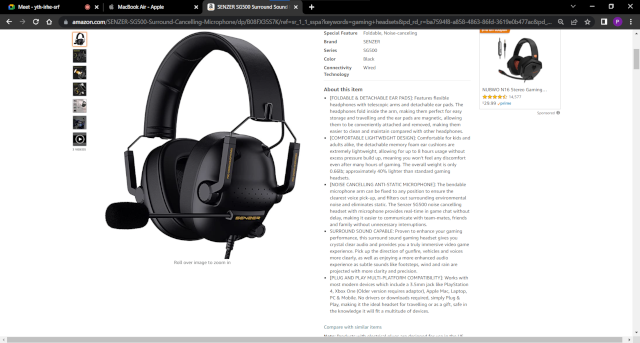 Meet - ytb-irhe-srf
MacBook Air - Apple
SENZER SG500 Surround Sound
amazon.com/SENZER-SG500-Surround-Cancelling-Microphone/dp/
Special Feature Foldable, Noise-canceling
Brand SENZER
Series SG500
Color Black
Connectivity Wired
Technology
About this item
[FOLDABLE & DETACHABLE EAR PADS]: Features flexible
headphones with telescopic arms and detachable ear pads. The
headphones fold inside the arm, making them perfect for easy
storage and travelling and the ear pads are magnetic, allowing
them to be conveniently attached and removed, making them
easier to clean and maintain compared with other headphones.
[COMFORTABLE LIGHTWEIGHT DESIGN]: Comfortable for kids and
adults alike, the detachable memory foam ear cushions are
extremely lightweight, allowing for up to 8 hours usage without
excess pressure build up, meaning you won't feel any discomfort
even after many hours of gaming. The overall weight is only
0.66lb; approximately 40% lighter than standard gaming
headsets.
[NOISE CANCELLING ANTI-STATIC MICROPHONE]: The bendable
microphone arm can be fixed to any position to ensure the
clearest voice pick-up, and filters out surrounding environmental
noise and eliminates static. The Senzer SG500 noise cancelling
headset with microphone provides real-time in game chat without
delay, making it easier to communicate with team-mates, friends
and family without unnecessary interruptions.
SURROUND SOUND CAPABLE: Proven to enhance your gaming
performance, this surround sound gaming headset gives you
crystal clear audio and provides you a truly immersive video game
experience. Pick up the direction of gunfire, vehicles and voices
more clearly, as well as enjoying a more enhanced audio
experience as subtle sounds like footsteps, wind and rain are
projected with more clarity and precision.
[PLUG AND PLAY MULTI-PLATFORM COMPATIBILITY]: Works with
most modern devices which include a 3.5mm jack like PlayStation
4, Xbox One (Older version requires adaptor), Apple Mac, Laptop,
PC & Mobile. No drivers or downloads required, simply Plug &
Play, making it the ideal headset for travelling or as a gift, safe in
the knowledge it will fit a multitude of devices.
Compare with similar items
SENZER
Roll over image to zoom in
NUBWO N16 Stereo Gaming...
14,577
Sponsored